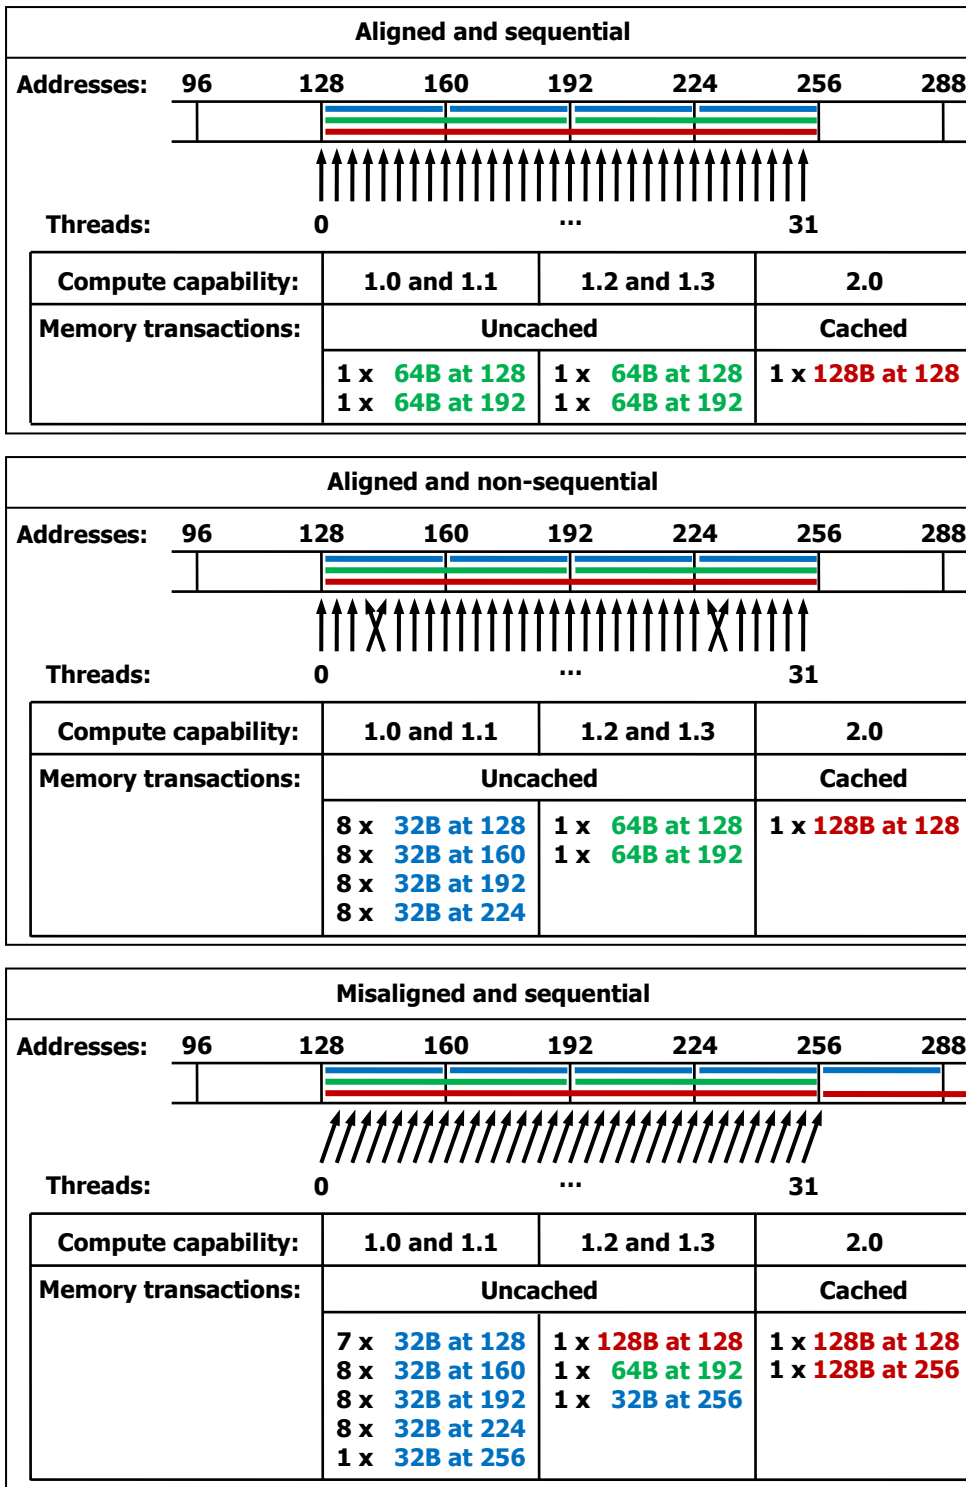 Aligned and sequential
Addresses: 96 128 160 192 224 256 288
Threads: 0 ... 31
Compute capability: 1.0 and 1.1 1.2 and 1.3 2.0
Memory transactions: Uncached Cached
1 x 64B at 128 1 x 64B at 128 1 x 128B at 128
1 x 64B at 192 1 x 64B at 192
Aligned and non-sequential
Addresses: 96 128 160 192 224 256 288
Threads: 0 ... 31
Compute capability: 1.0 and 1.1 1.2 and 1.3 2.0
Memory transactions: Uncached Cached
8 x 32B at 128 1 x 64B at 128 1 x 128B at 128
8 x 32B at 160 1 x 64B at 192
8 x 32B at 192
8 x 32B at 224
Misaligned and sequential
Addresses: 96 128 160 192 224 256 288
Threads: 0 ... 31
Compute capability: 1.0 and 1.1 1.2 and 1.3 2.0
Memory transactions: Uncached Cached
7 x 32B at 128 1 x 128B at 128 1 x 128B at 128
8 x 32B at 160 1 x 64B at 192 1 x 128B at 256
8 x 32B at 192 1 x 32B at 256
8 x 32B at 224
1 x 32B at 256